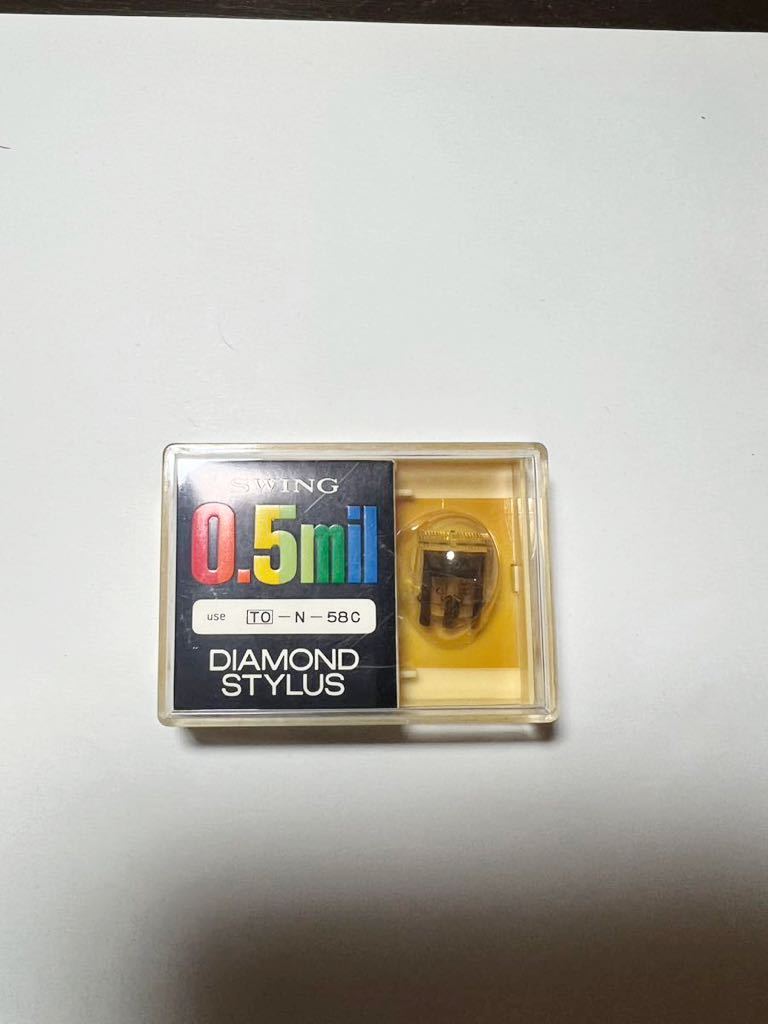 SWING
0.5mil
use TO-N-58C
DIAMOND
STYLUS